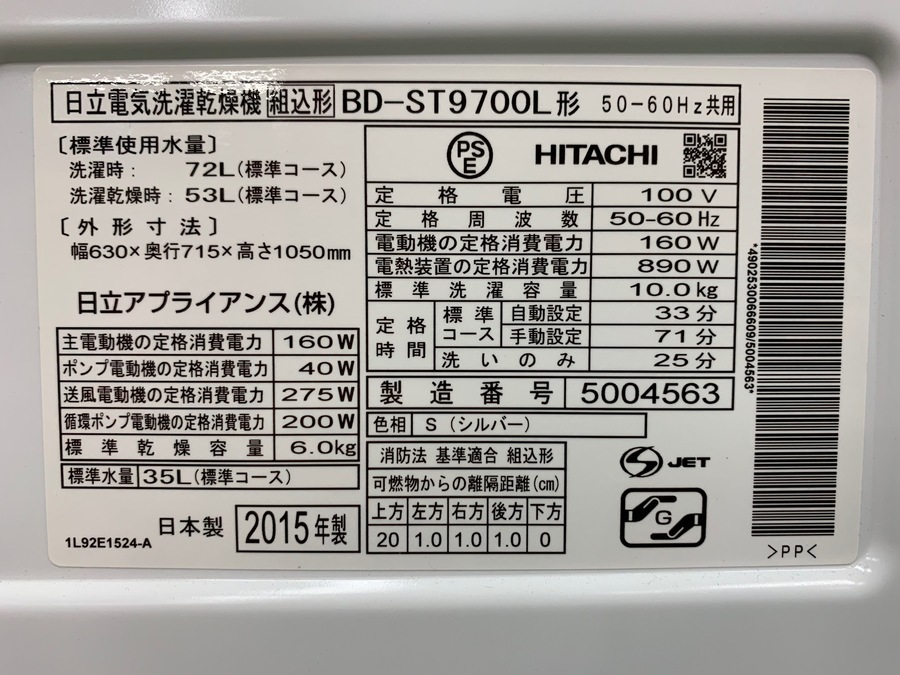 日立電気洗濯乾燥機 組込形 BD-ST9700L形 50-60Hz共用
〔標準使用水量〕
洗濯時： 72L(標準コース)
洗濯乾燥時： 53L(標準コース)
〔外形寸法〕
幅630×奥行715×高さ1050mm
日立アプライアンス(株)
主電動機の定格消費電力 160W
ポンプ電動機の定格消費電力 40W
送風電動機の定格消費電力 275W
循環ポンプ電動機の定格消費電力 200W
標準乾燥容量 6.0kg
標準水量 35L(標準コース)
1L92E1524-A 日本製 2015年製
PSE HITACHI
定格電圧 100V
定格周波数 50-60Hz
電動機の定格消費電力 160W
電熱装置の定格消費電力 890W
標準洗濯容量 10.0kg
定格時間 標準コース 自動設定 33分
手動設定 71分
洗いのみ 25分
製造番号 5004563
色相 S(シルバー)
消防法 基準適合 組込形
可燃物からの離隔距離(cm)
上方 左方 右方 後方 下方
20 1.0 1.0 1.0 0
S JET
G
*4902530066609/5004563*
>PP<